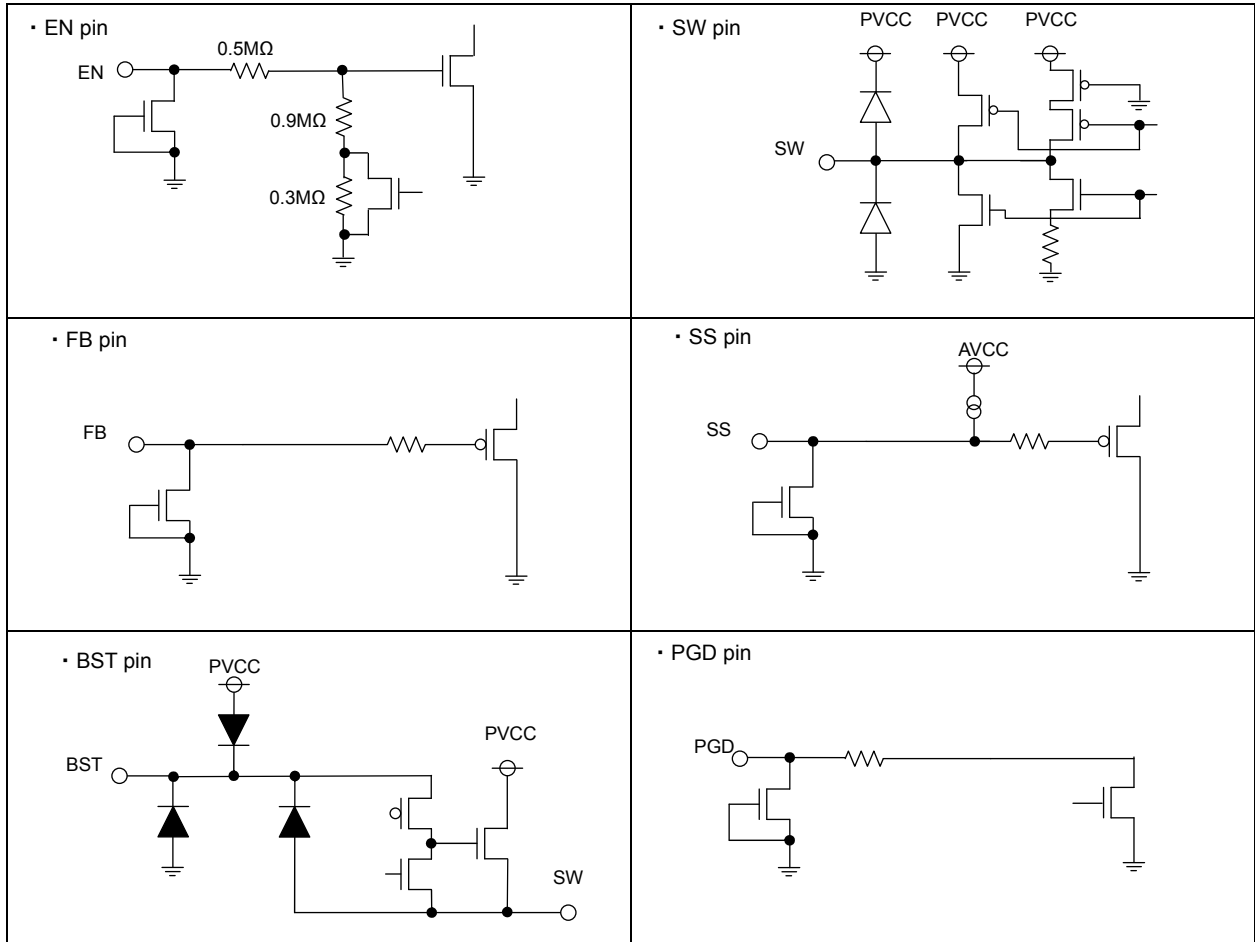 ・EN pin
0.5MΩ
EN
0.9MΩ
0.3MΩ
・SW pin
PVCC PVCC PVCC
SW
・FB pin
FB
・SS pin
AVCC
SS
・BST pin
PVCC
PVCC
BST
SW
・PGD pin
PGD